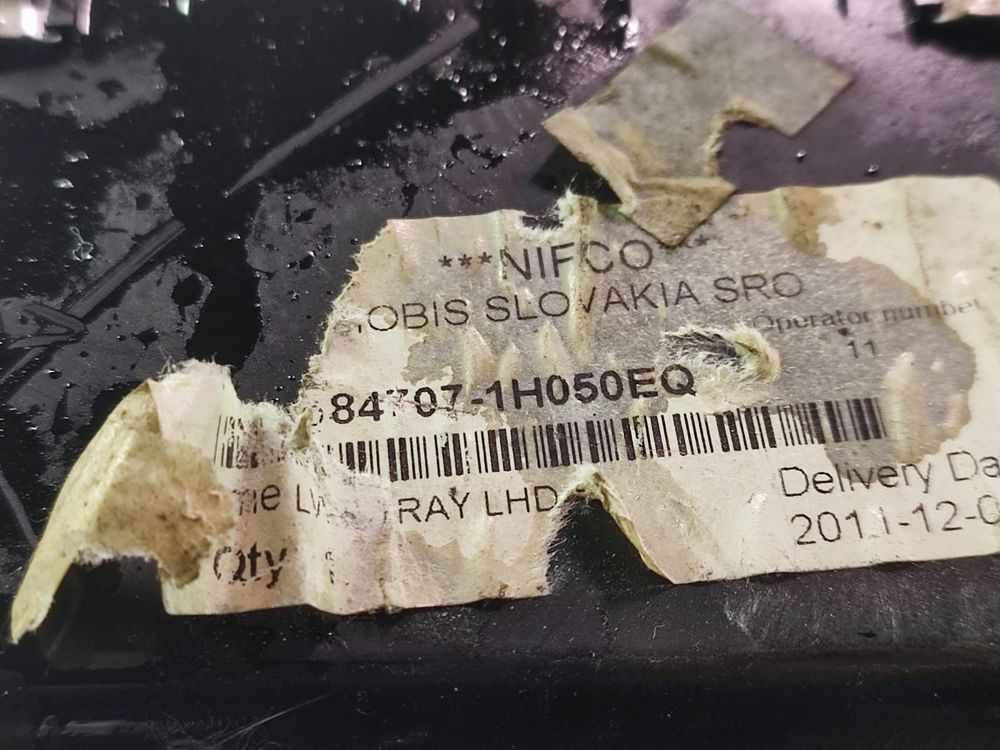 ***NIFCO**
OBIS SLOVAKIA SRO
Operator number
11
84707-1H050EQ
RAY LHD
Delivery Da
Qty
2011-12-0